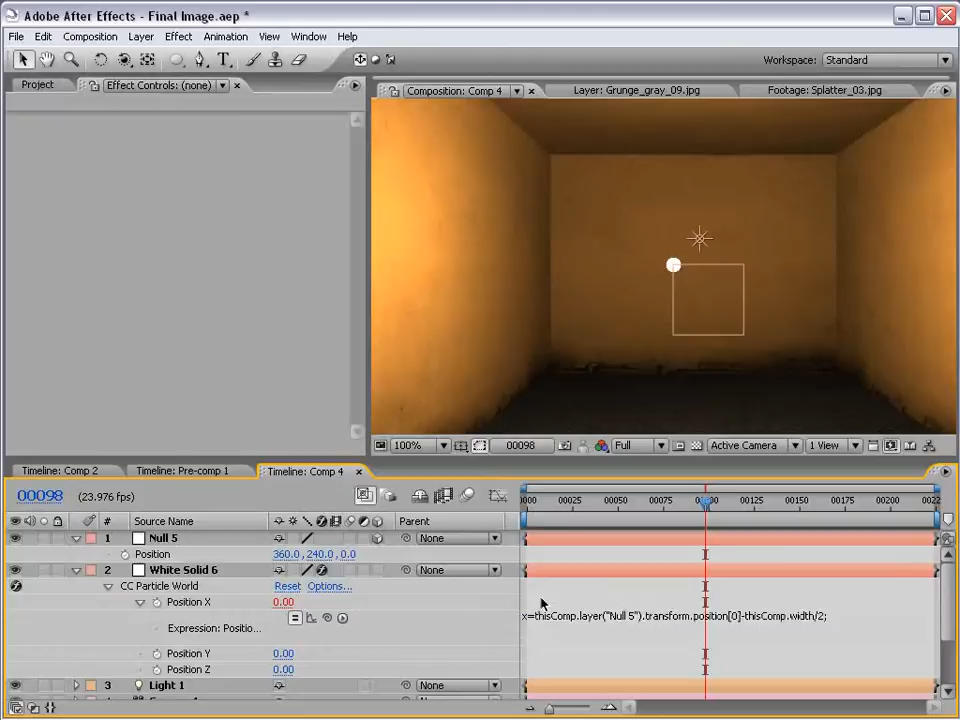 Adobe After Effects - Final Image.aep *
File Edit Composition Layer Effect Animation View Window Help
Workspace: Standard
Project Effect Controls: (none)
Composition: Comp 4 Layer: Grunge_gray_09.jpg Footage: Splatter_03.jpg
100% 00098 Full Active Camera 1 View
Timeline: Comp 2 Timeline: Pre-comp 1 Timeline: Comp 4
00098 (23.976 fps)
0000 00025 00050 00075 00100 00125 00150 00175 00200 0022
# Source Name Parent
1 Null 5 None
Position 360.0, 240.0, 0.0
2 White Solid 6 None
CC Particle World Reset Options...
Position X 0.00
x=thisComp.layer("Null 5").transform.position[0]-thisComp.width/2;
Expression: Positio...
Position Y 0.00
Position Z 0.00
3 Light 1 None